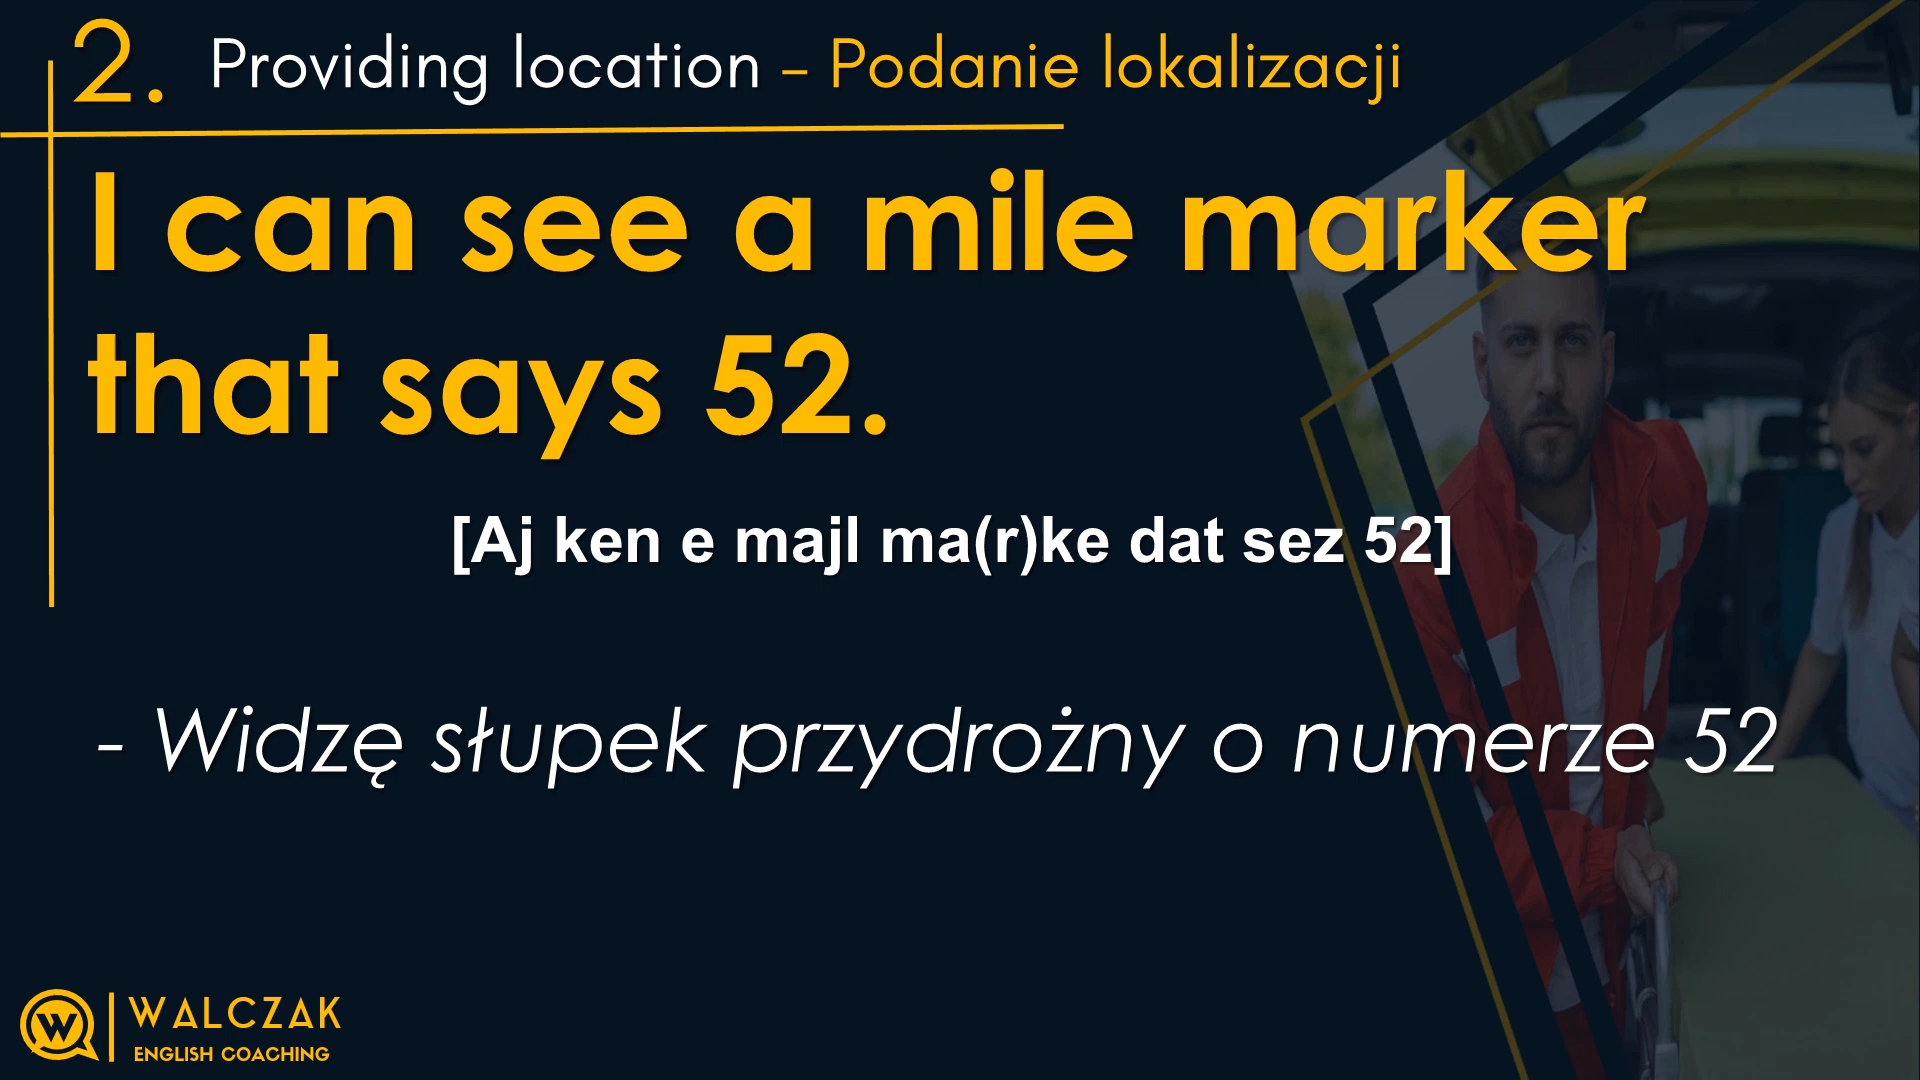 2. Providing location – Podanie lokalizacji
I can see a mile marker
that says 52.
[Aj ken e majl ma(r)ke dat sez 52]
- Widzę słupek przydrożny o numerze 52
W
WALCZAK
ENGLISH COACHING